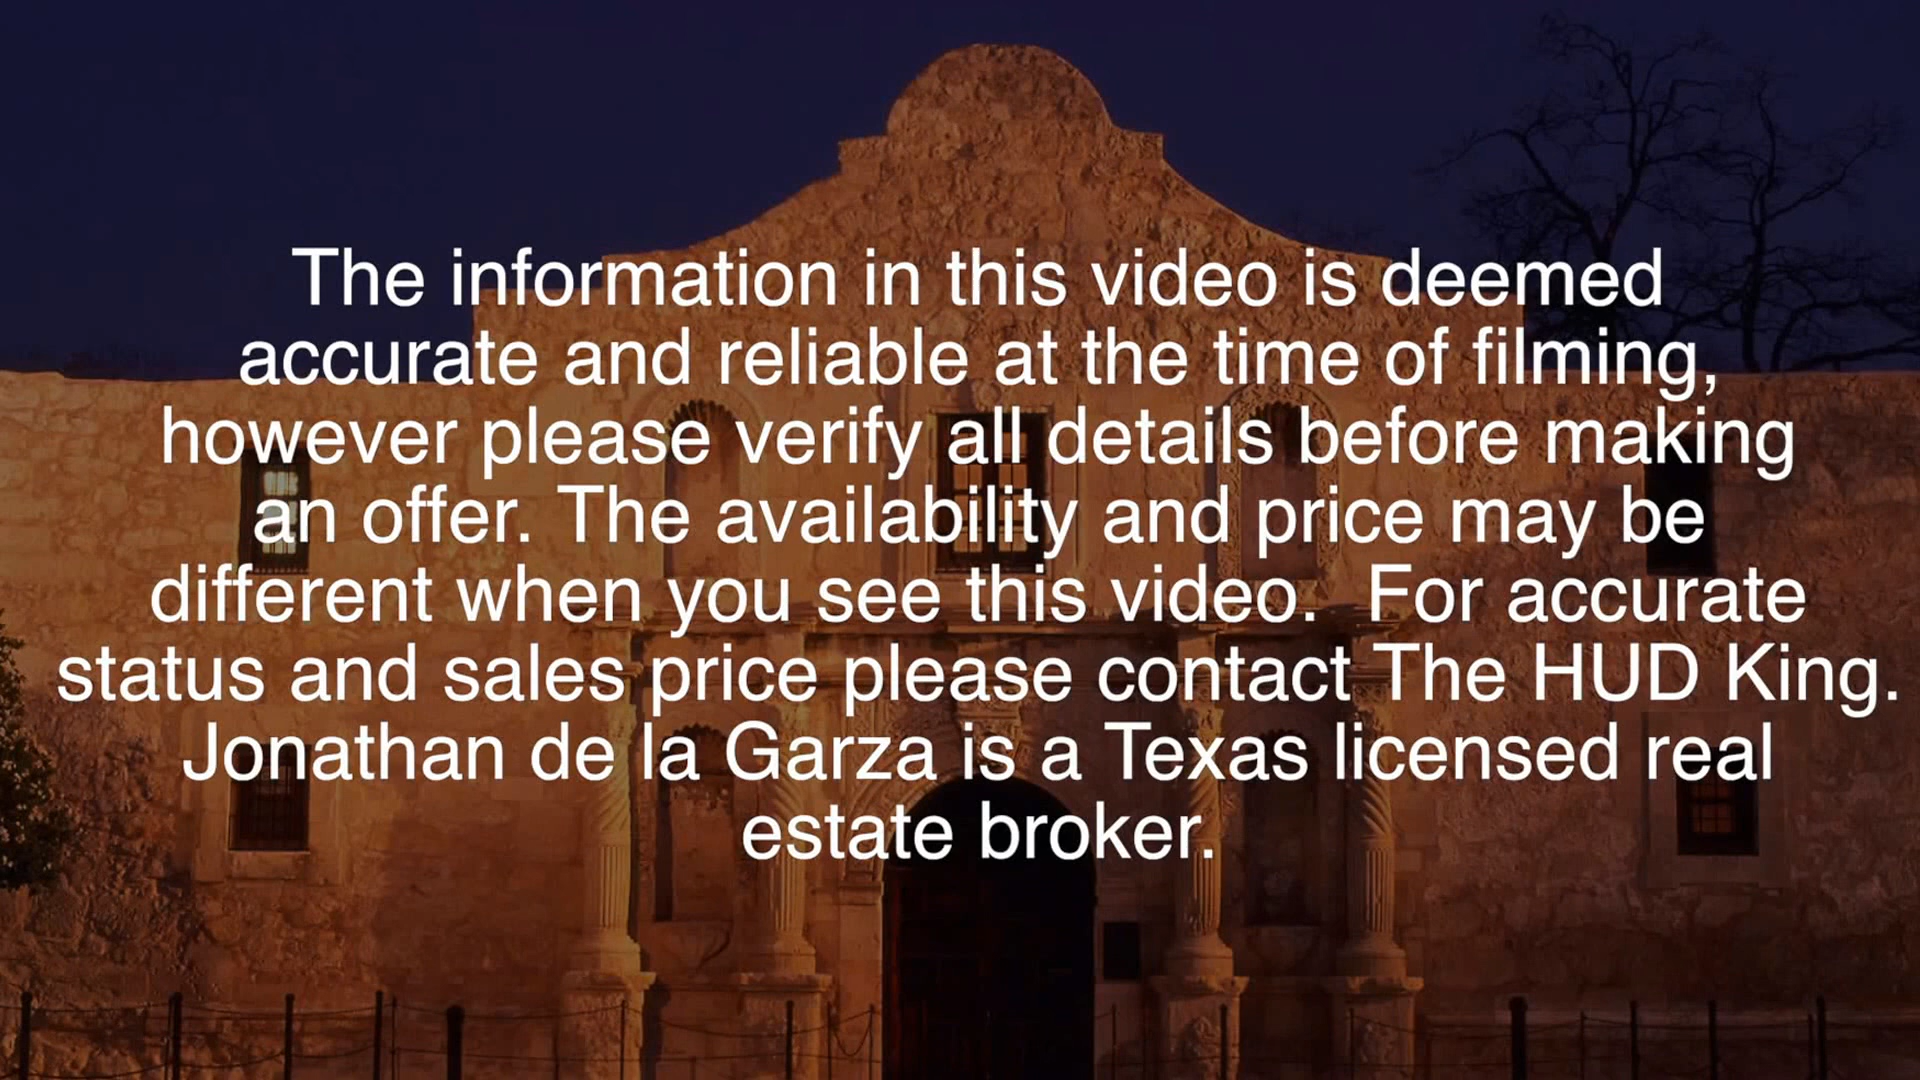 The information in this video is deemed
accurate and reliable at the time of filming,
however please verify all details before making
an offer. The availability and price may be
different when you see this video.  For accurate
status and sales price please contact The HUD King.
Jonathan de la Garza is a Texas licensed real
estate broker.